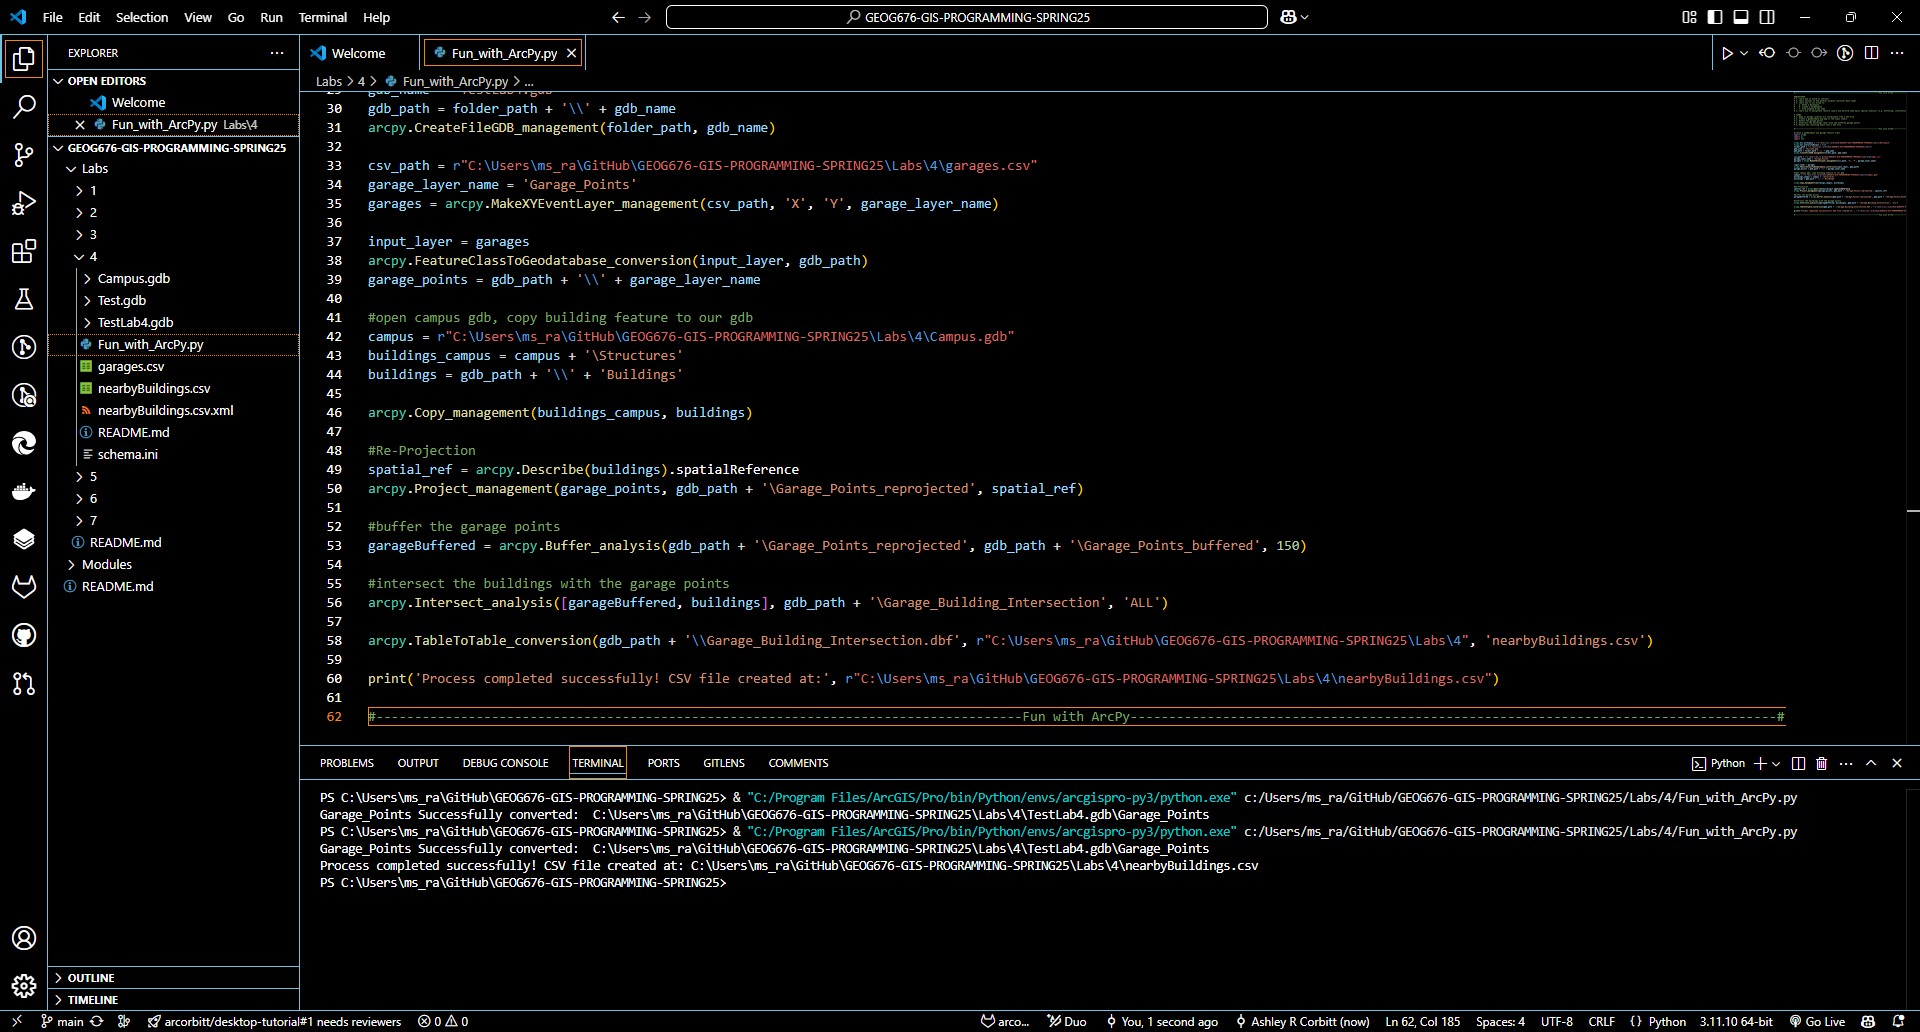 File Edit Selection View Go Run Terminal Help
GEOG676-GIS-PROGRAMMING-SPRING25
EXPLORER
OPEN EDITORS
Welcome
Fun_with_ArcPy.py Labs\4
GEOG676-GIS-PROGRAMMING-SPRING25
Labs
1
2
3
4
Campus.gdb
Test.gdb
TestLab4.gdb
Fun_with_ArcPy.py
garages.csv
nearbyBuildings.csv
nearbyBuildings.csv.xml
README.md
schema.ini
5
6
7
README.md
Modules
README.md
OUTLINE
TIMELINE
Welcome
Fun_with_ArcPy.py
Labs > 4 > Fun_with_ArcPy.py > ...
30 gdb_path = folder_path + '\\' + gdb_name
31 arcpy.CreateFileGDB_management(folder_path, gdb_name)
32
33 csv_path = r"C:\Users\ms_ra\GitHub\GEOG676-GIS-PROGRAMMING-SPRING25\Labs\4\garages.csv"
34 garage_layer_name = 'Garage_Points'
35 garages = arcpy.MakeXYEventLayer_management(csv_path, 'X', 'Y', garage_layer_name)
36
37 input_layer = garages
38 arcpy.FeatureClassToGeodatabase_conversion(input_layer, gdb_path)
39 garage_points = gdb_path + '\\' + garage_layer_name
40
41 #open campus gdb, copy building feature to our gdb
42 campus = r"C:\Users\ms_ra\GitHub\GEOG676-GIS-PROGRAMMING-SPRING25\Labs\4\Campus.gdb"
43 buildings_campus = campus + '\Structures'
44 buildings = gdb_path + '\\' + 'Buildings'
45
46 arcpy.Copy_management(buildings_campus, buildings)
47
48 #Re-Projection
49 spatial_ref = arcpy.Describe(buildings).spatialReference
50 arcpy.Project_management(garage_points, gdb_path + '\Garage_Points_reprojected', spatial_ref)
51
52 #buffer the garage points
53 garageBuffered = arcpy.Buffer_analysis(gdb_path + '\Garage_Points_reprojected', gdb_path + '\Garage_Points_buffered', 150)
54
55 #intersect the buildings with the garage points
56 arcpy.Intersect_analysis([garageBuffered, buildings], gdb_path + '\Garage_Building_Intersection', 'ALL')
57
58 arcpy.TableToTable_conversion(gdb_path + '\\Garage_Building_Intersection.dbf', r"C:\Users\ms_ra\GitHub\GEOG676-GIS-PROGRAMMING-SPRING25\Labs\4", 'nearbyBuildings.csv')
59
60 print('Process completed successfully! CSV file created at:', r"C:\Users\ms_ra\GitHub\GEOG676-GIS-PROGRAMMING-SPRING25\Labs\4\nearbyBuildings.csv")
61
62 #------------------------------------------------------------------------------------Fun with ArcPy------------------------------------------------------------------------------------#
PROBLEMS OUTPUT DEBUG CONSOLE TERMINAL PORTS GITLENS COMMENTS
Python
PS C:\Users\ms_ra\GitHub\GEOG676-GIS-PROGRAMMING-SPRING25> & "C:/Program Files/ArcGIS/Pro/bin/Python/envs/arcgispro-py3/python.exe" c:/Users/ms_ra/GitHub/GEOG676-GIS-PROGRAMMING-SPRING25/Labs/4/Fun_with_ArcPy.py
Garage_Points Successfully converted:  C:\Users\ms_ra\GitHub\GEOG676-GIS-PROGRAMMING-SPRING25\Labs\4\TestLab4.gdb\Garage_Points
PS C:\Users\ms_ra\GitHub\GEOG676-GIS-PROGRAMMING-SPRING25> & "C:/Program Files/ArcGIS/Pro/bin/Python/envs/arcgispro-py3/python.exe" c:/Users/ms_ra/GitHub/GEOG676-GIS-PROGRAMMING-SPRING25/Labs/4/Fun_with_ArcPy.py
Garage_Points Successfully converted:  C:\Users\ms_ra\GitHub\GEOG676-GIS-PROGRAMMING-SPRING25\Labs\4\TestLab4.gdb\Garage_Points
Process completed successfully! CSV file created at: C:\Users\ms_ra\GitHub\GEOG676-GIS-PROGRAMMING-SPRING25\Labs\4\nearbyBuildings.csv
PS C:\Users\ms_ra\GitHub\GEOG676-GIS-PROGRAMMING-SPRING25>
main arcorbitt/desktop-tutorial#1 needs reviewers 0 0 arco... Duo You, 1 second ago Ashley R Corbitt (now) Ln 62, Col 185 Spaces: 4 UTF-8 CRLF {} Python 3.11.10 64-bit Go Live